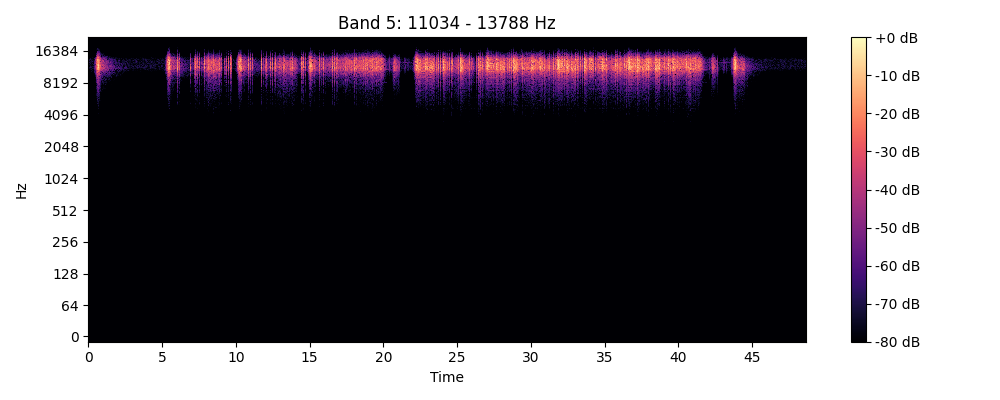 Band 5: 11034 - 13788 Hz
Hz
16384
8192
4096
2048
1024
512
256
128
64
0
0 5 10 15 20 25 30 35 40 45
Time
+0 dB
-10 dB
-20 dB
-30 dB
-40 dB
-50 dB
-60 dB
-70 dB
-80 dB